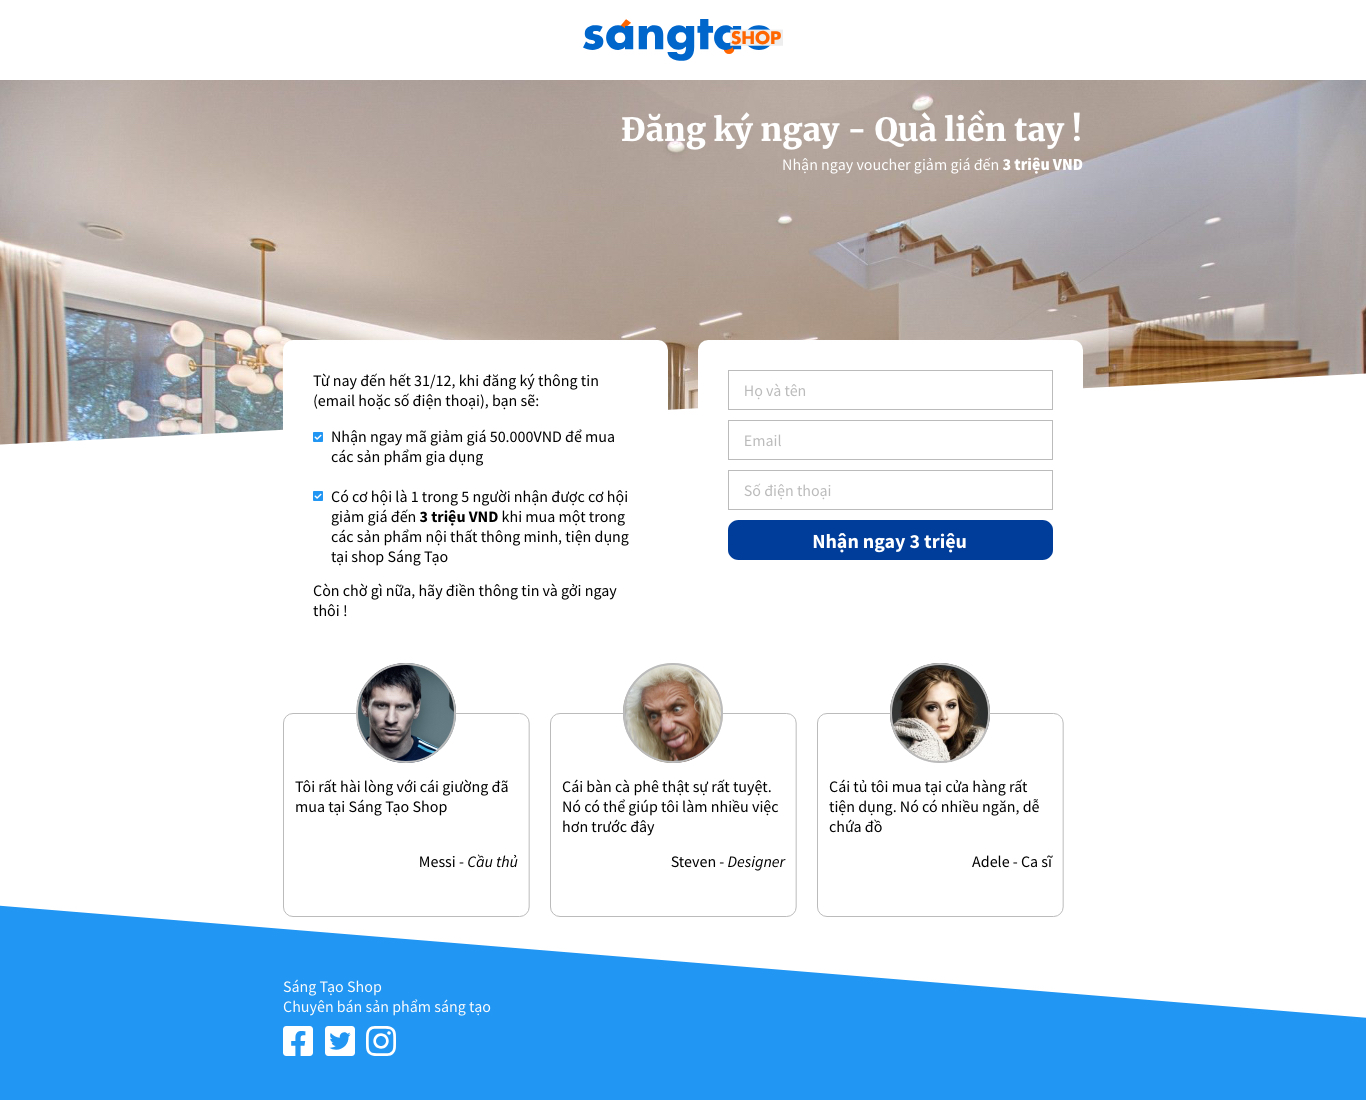 sángtạo SHOP
Đăng ký ngay - Quà liền tay !
Nhận ngay voucher giảm giá đến 3 triệu VND
Từ nay đến hết 31/12, khi đăng ký thông tin
(email hoặc số điện thoại), bạn sẽ:
Nhận ngay mã giảm giá 50.000VND để mua
các sản phẩm gia dụng
Có cơ hội là 1 trong 5 người nhận được cơ hội
giảm giá đến 3 triệu VND khi mua một trong
các sản phẩm nội thất thông minh, tiện dụng
tại shop Sáng Tạo
Còn chờ gì nữa, hãy điền thông tin và gởi ngay
thôi !
Họ và tên
Email
Số điện thoại
Nhận ngay 3 triệu
Tôi rất hài lòng với cái giường đã
mua tại Sáng Tạo Shop
Messi - Cầu thủ
Cái bàn cà phê thật sự rất tuyệt.
Nó có thể giúp tôi làm nhiều việc
hơn trước đây
Steven - Designer
Cái tủ tôi mua tại cửa hàng rất
tiện dụng. Nó có nhiều ngăn, dễ
chứa đồ
Adele - Ca sĩ
Sáng Tạo Shop
Chuyên bán sản phẩm sáng tạo